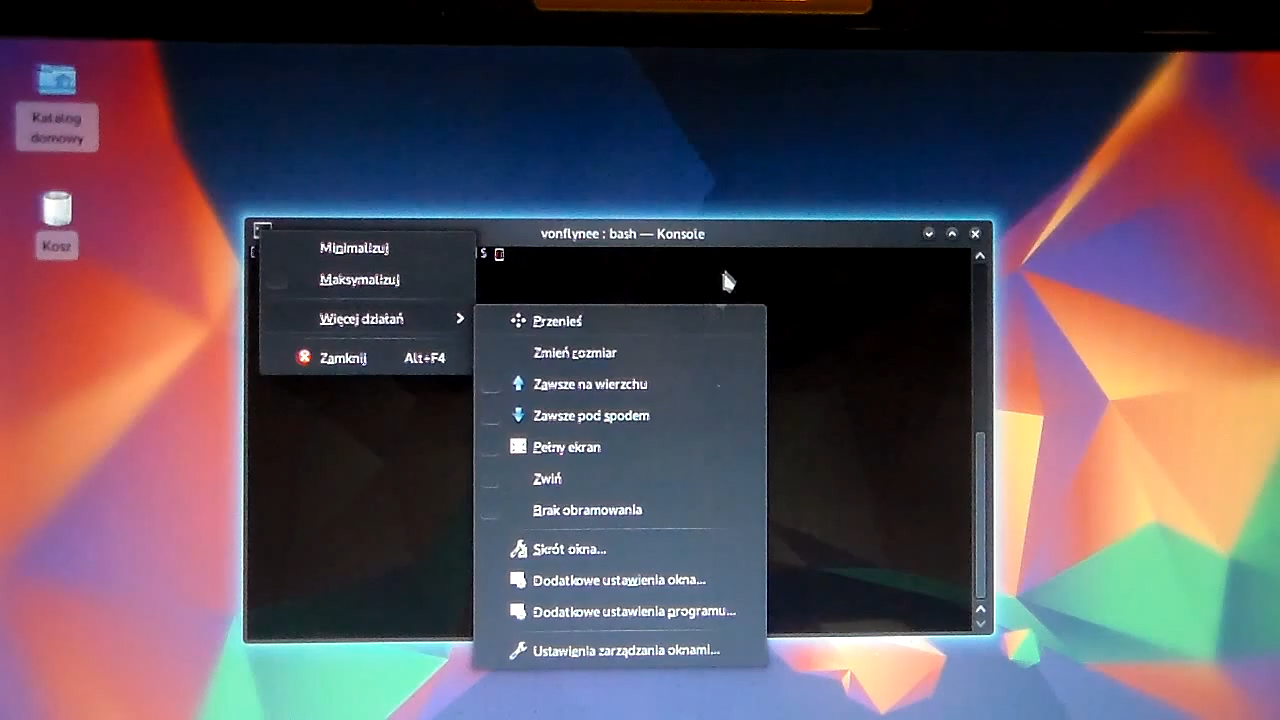 Katalog
domowy
Kosz
vonflynee : bash — Konsole
$
Minimalizuj
Maksymalizuj
Więcej działań
Zamknij Alt+F4
Przenieś
Zmień rozmiar
Zawsze na wierzchu
Zawsze pod spodem
Pełny ekran
Zwiń
Brak obramowania
Skrót okna...
Dodatkowe ustawienia okna...
Dodatkowe ustawienia programu...
Ustawienia zarządzania oknami...